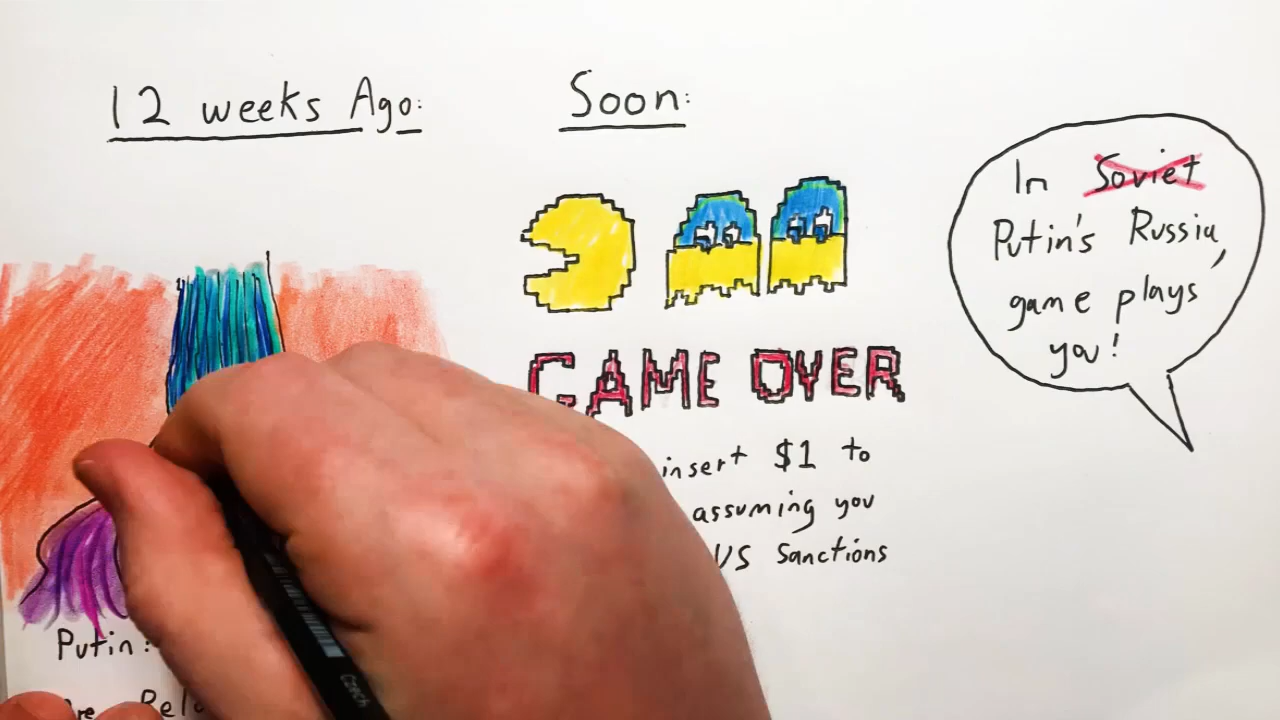 12 weeks Ago:
Soon:
In Soviet
Putin's Russia,
game plays
you!
GAME OVER
insert $1 to
assuming you
US Sanctions
Putin:
Czech